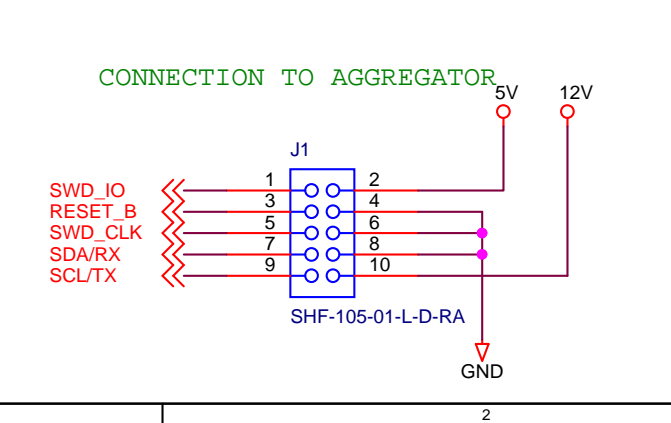 CONNECTION TO AGGREGATOR
5V 12V
J1
SWD_IO 1 2
RESET_B 3 4
SWD_CLK 5 6
SDA/RX 7 8
SCL/TX 9 10
SHF-105-01-L-D-RA
GND
2